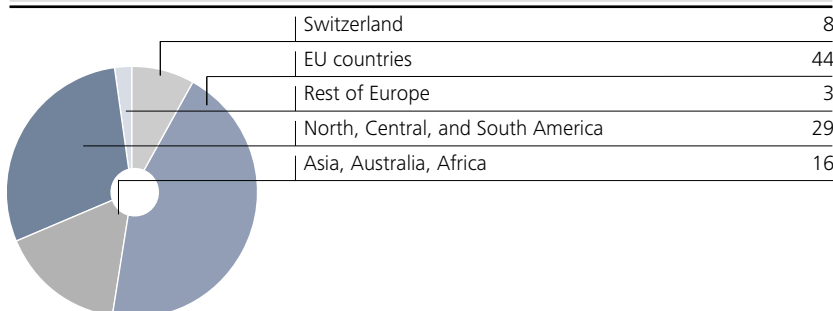 Switzerland 8
EU countries 44
Rest of Europe 3
North, Central, and South America 29
Asia, Australia, Africa 16